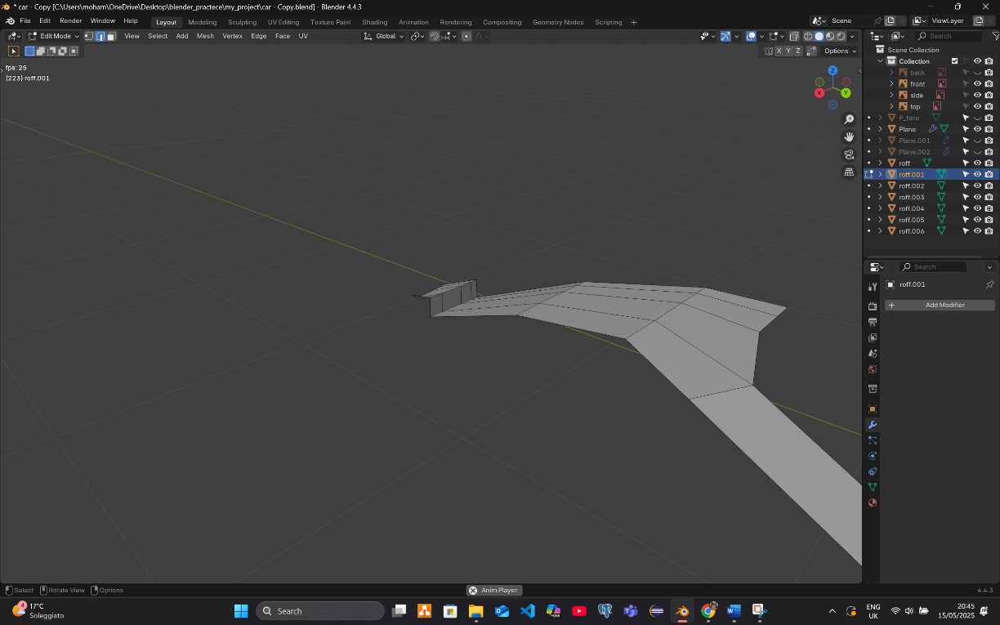 * car - Copy [C:\Users\moham\OneDrive\Desktop\blender_practece\my_project\car - Copy.blend] - Blender 4.4.3
File Edit Render Window Help Layout Modeling Sculpting UV Editing Texture Paint Shading Animation Rendering Compositing Geometry Nodes Scripting + Scene ViewLayer
Edit Mode View Select Add Mesh Vertex Edge Face UV Global Search
X Y Z Options
Scene Collection
fps: 25
(223) roff.001
Collection
back
front
side
top
P_face
Plane
Plane.001
Plane.002
roff
roff.001
roff.002
roff.003
roff.004
roff.005
roff.006
Z
X Y
Search
roff.001
+ Add Modifier
Select Rotate View Options Anim Player 4.4.3
4 17°C
Soleggiato
Search
ENG
UK
20:45
15/05/2025